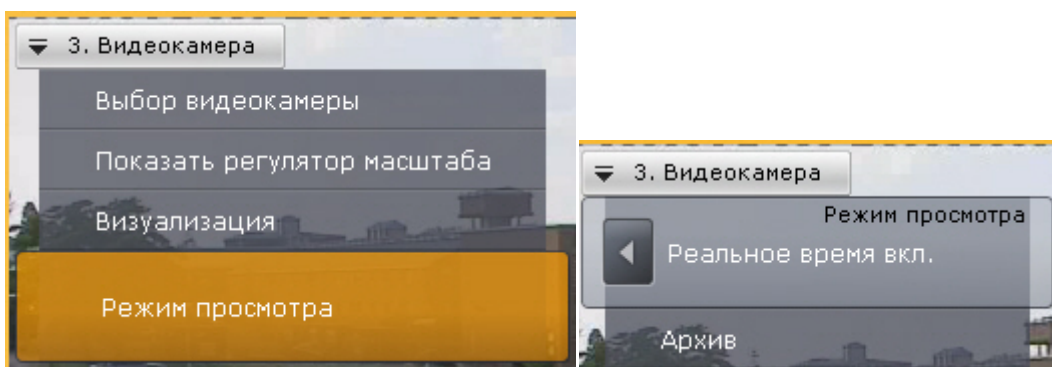 3. Видеокамера
Выбор видеокамеры
Показать регулятор масштаба
Визуализация
Режим просмотра
3. Видеокамера
Режим просмотра
Реальное время вкл.
Архив